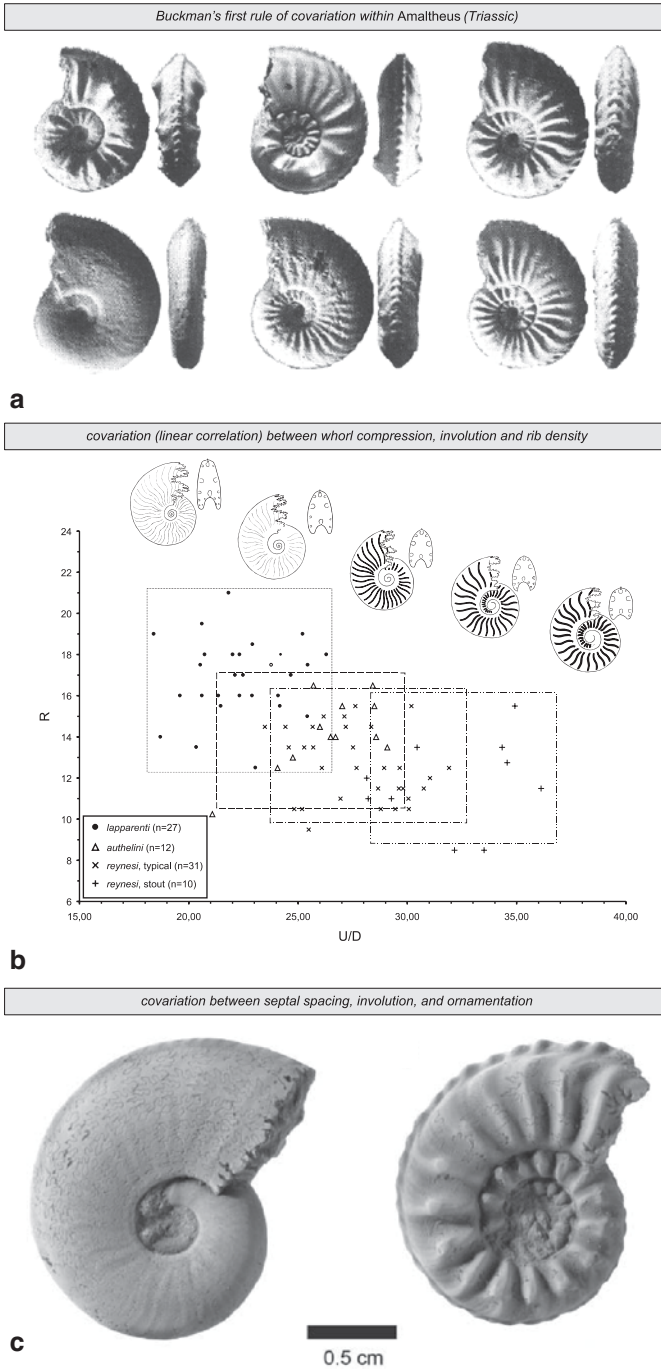 Buckman's first rule of covariation within Amaltheus (Triassic)
a
covariation (linear correlation) between whorl compression, involution and rib density
24
22
20
18
16
14
12
10
8
6
R
lapparenti (n=27)
authelini (n=12)
reynesi, typical (n=31)
reynesi, stout (n=10)
15,00 20,00 25,00 30,00 35,00 40,00
U/D
b
covariation between septal spacing, involution, and ornamentation
c
0.5 cm